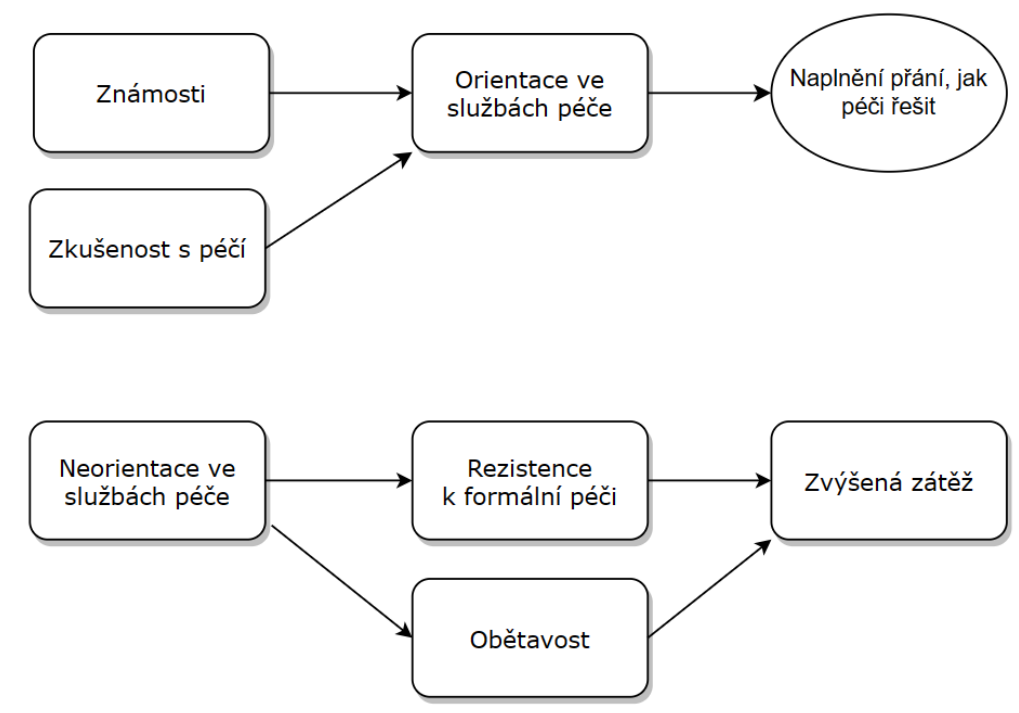 Známosti
Orientace ve
službách péče
Naplnění přání, jak
péči řešit
Zkušenost s péčí
Neorientace ve
službách péče
Rezistence
k formální péči
Zvýšená zátěž
Obětavost